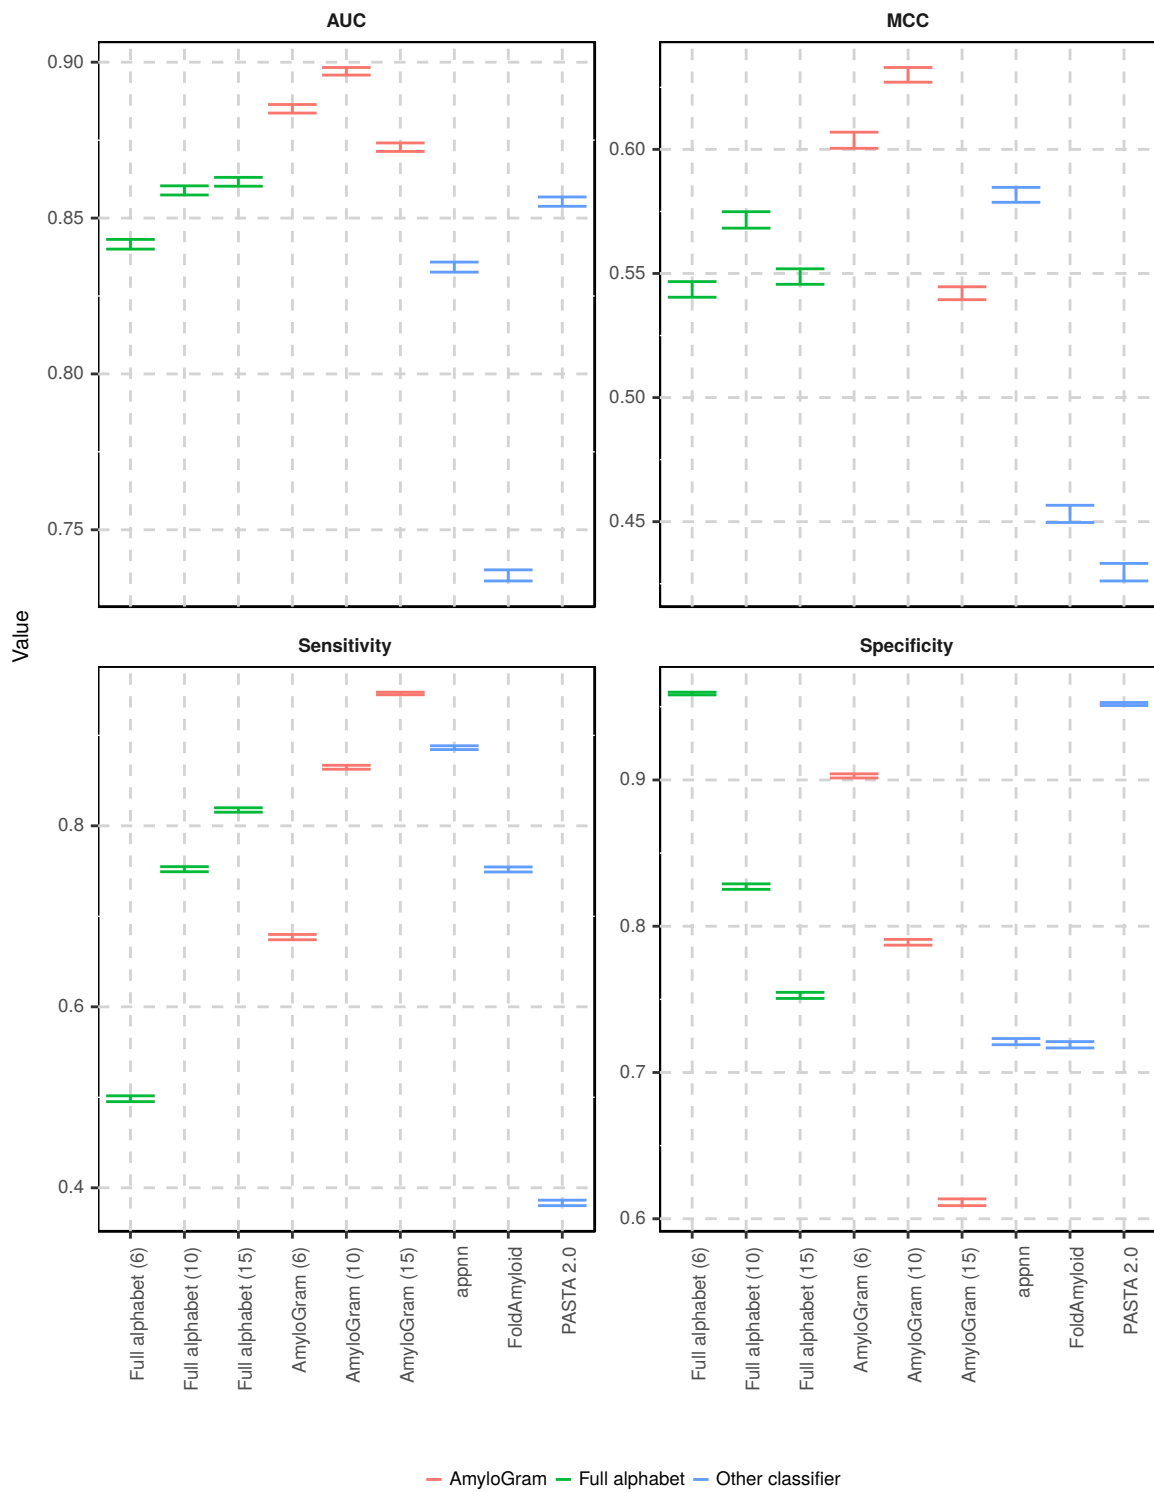 AUC
MCC
0.90
0.85
0.80
0.75
0.60
0.55
0.50
0.45
Value
Sensitivity
Specificity
0.8
0.6
0.4
0.9
0.8
0.7
0.6
Full alphabet (6)
Full alphabet (10)
Full alphabet (15)
AmyloGram (6)
AmyloGram (10)
AmyloGram (15)
appnn
FoldAmyloid
PASTA 2.0
Full alphabet (6)
Full alphabet (10)
Full alphabet (15)
AmyloGram (6)
AmyloGram (10)
AmyloGram (15)
appnn
FoldAmyloid
PASTA 2.0
AmyloGram Full alphabet Other classifier